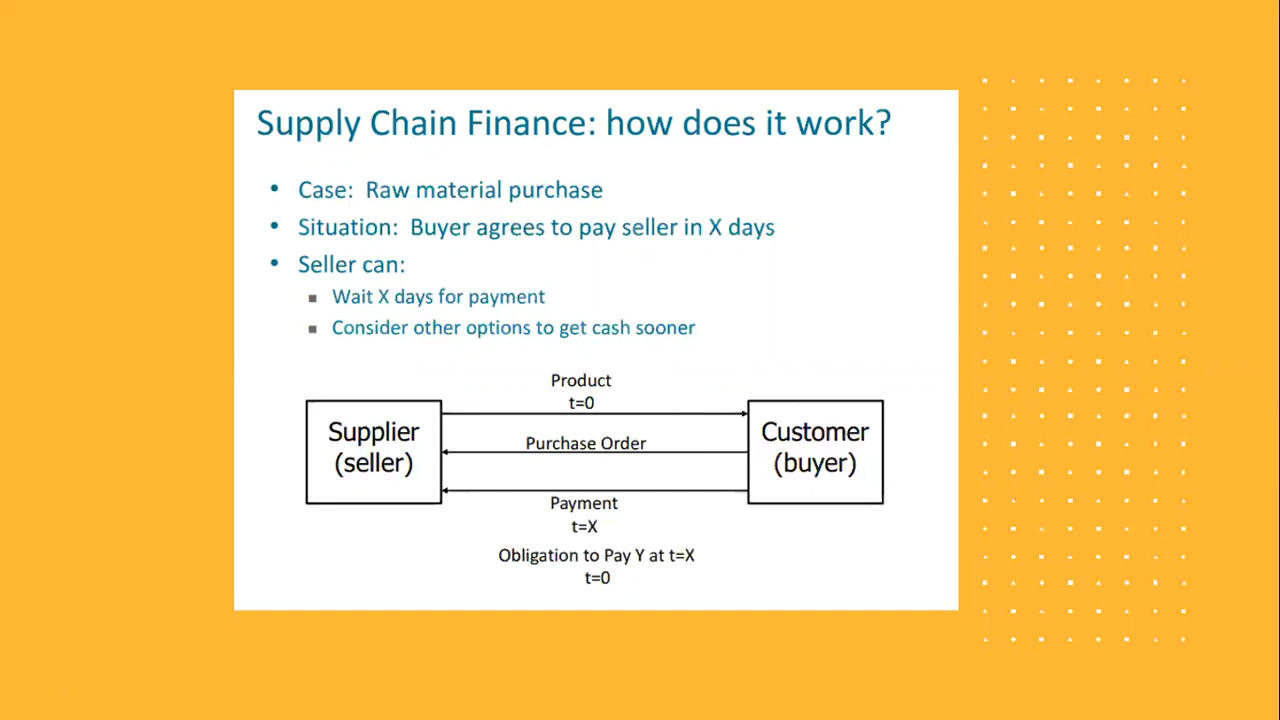 Supply Chain Finance: how does it work?
• Case: Raw material purchase
• Situation: Buyer agrees to pay seller in X days
• Seller can:
▪ Wait X days for payment
▪ Consider other options to get cash sooner
Product
t=0
Supplier
(seller)
Purchase Order
Customer
(buyer)
Payment
t=X
Obligation to Pay Y at t=X
t=0